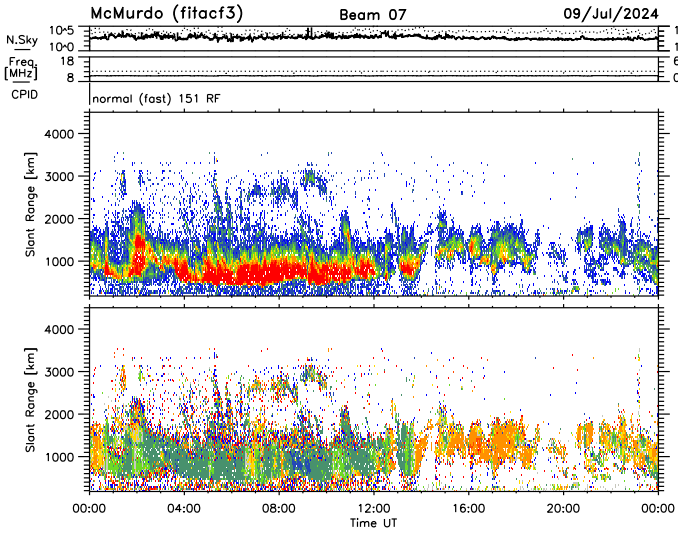 McMurdo (fitacf3) Beam 07 09/Jul/2024
N.Sky 10^5 10^0
Freq. [MHz] 18 8
CPID normal (fast) 151 RF
Slant Range [km] 4000 3000 2000 1000
Slant Range [km] 4000 3000 2000 1000
00:00 04:00 08:00 12:00 16:00 20:00 00:00
Time UT